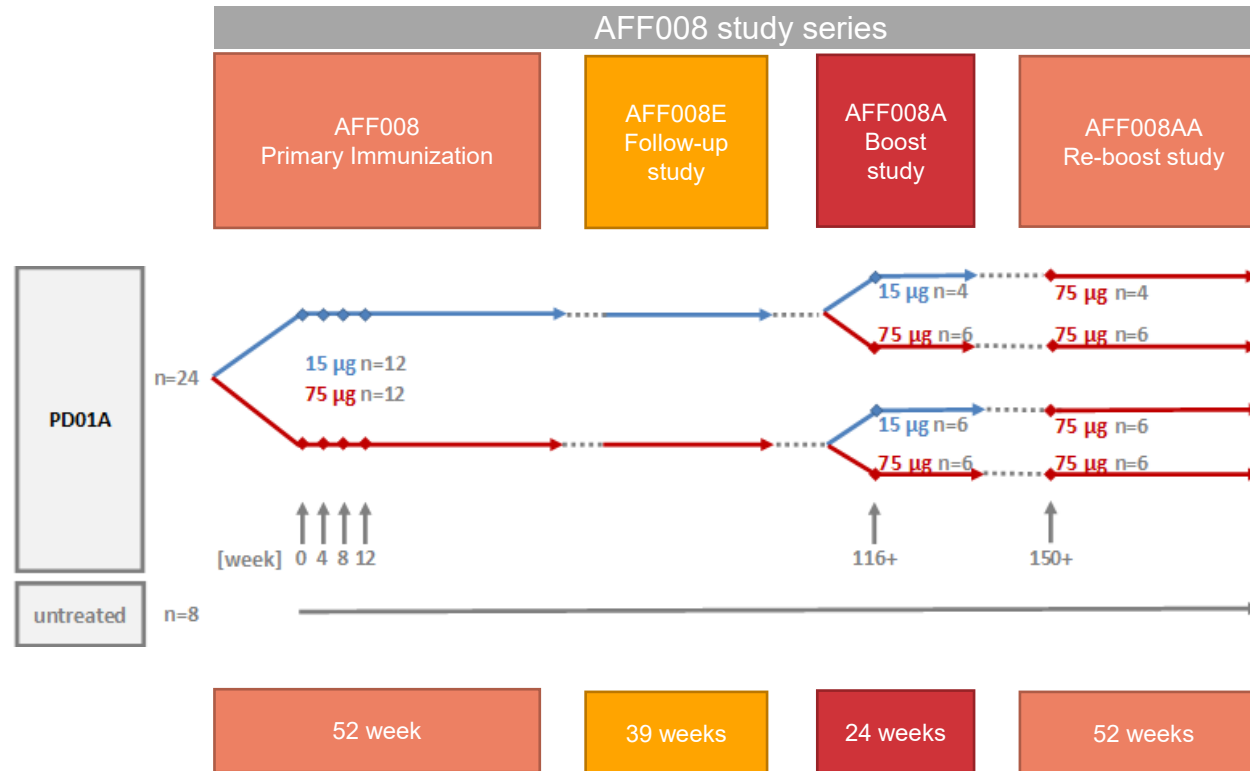 AFF008 study series
AFF008
Primary Immunization
AFF008E
Follow-up
study
AFF008A
Boost
study
AFF008AA
Re-boost study
PD01A
n=24
15 µg n=12
75 µg n=12
15 µg n=4
75 µg n=4
75 µg n=6
75 µg n=6
15 µg n=6
75 µg n=6
75 µg n=6
75 µg n=6
[week] 0 4 8 12
116+
150+
untreated
n=8
52 week
39 weeks
24 weeks
52 weeks